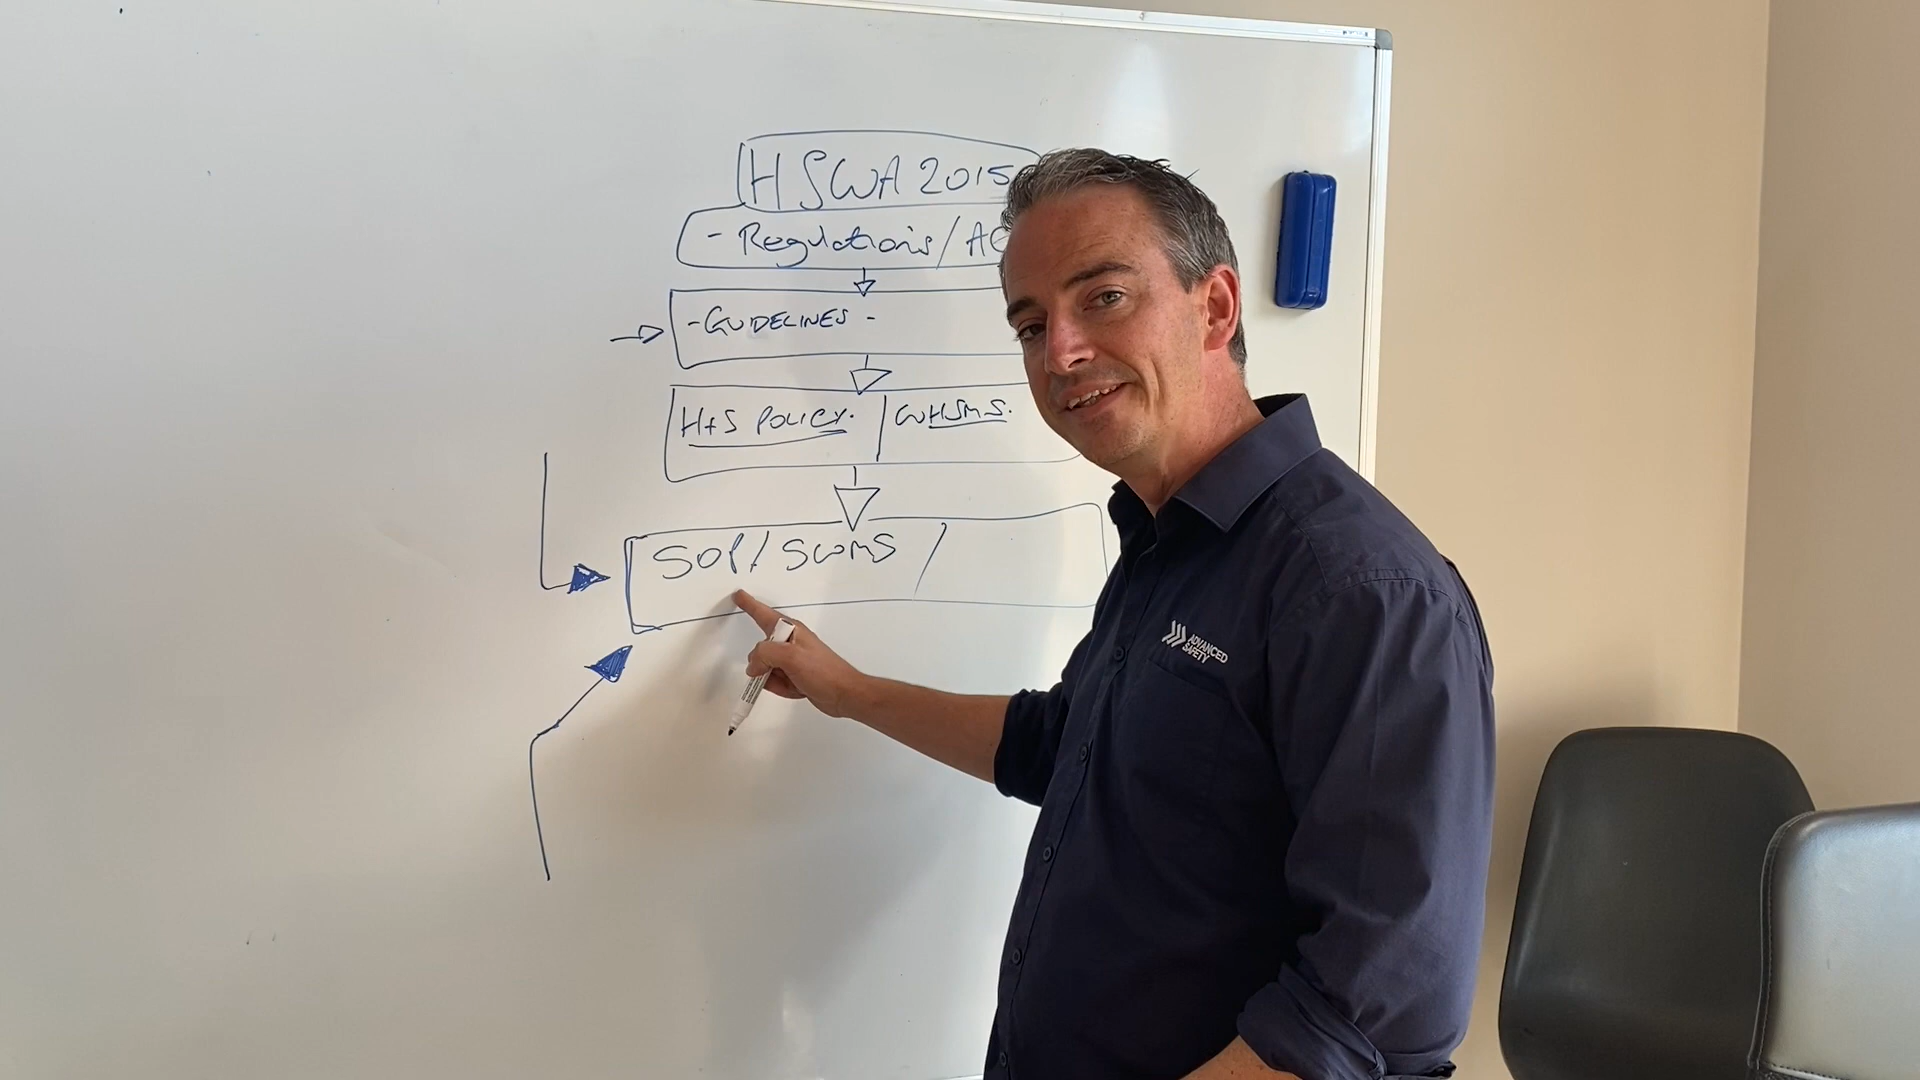 HSWA 2015
- Regulations/ AC
- GUIDELINES -
H+S POLICY. | WHSMS.
SOP/ SWMS /
ADVANCED
SAFETY